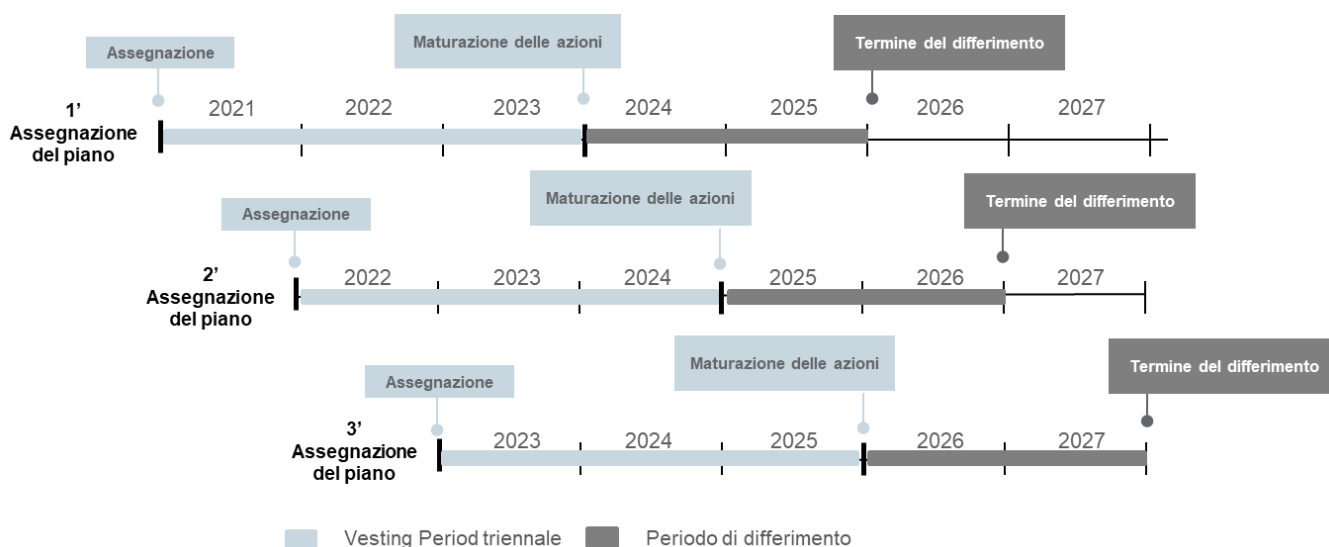 Assegnazione
Maturazione delle azioni
Termine del differimento
1’
Assegnazione
del piano
2021 2022 2023 2024 2025 2026 2027
Assegnazione
Maturazione delle azioni
Termine del differimento
2’
Assegnazione
del piano
2022 2023 2024 2025 2026 2027
Assegnazione
Maturazione delle azioni
Termine del differimento
3’
Assegnazione
del piano
2023 2024 2025 2026 2027
Vesting Period triennale
Periodo di differimento